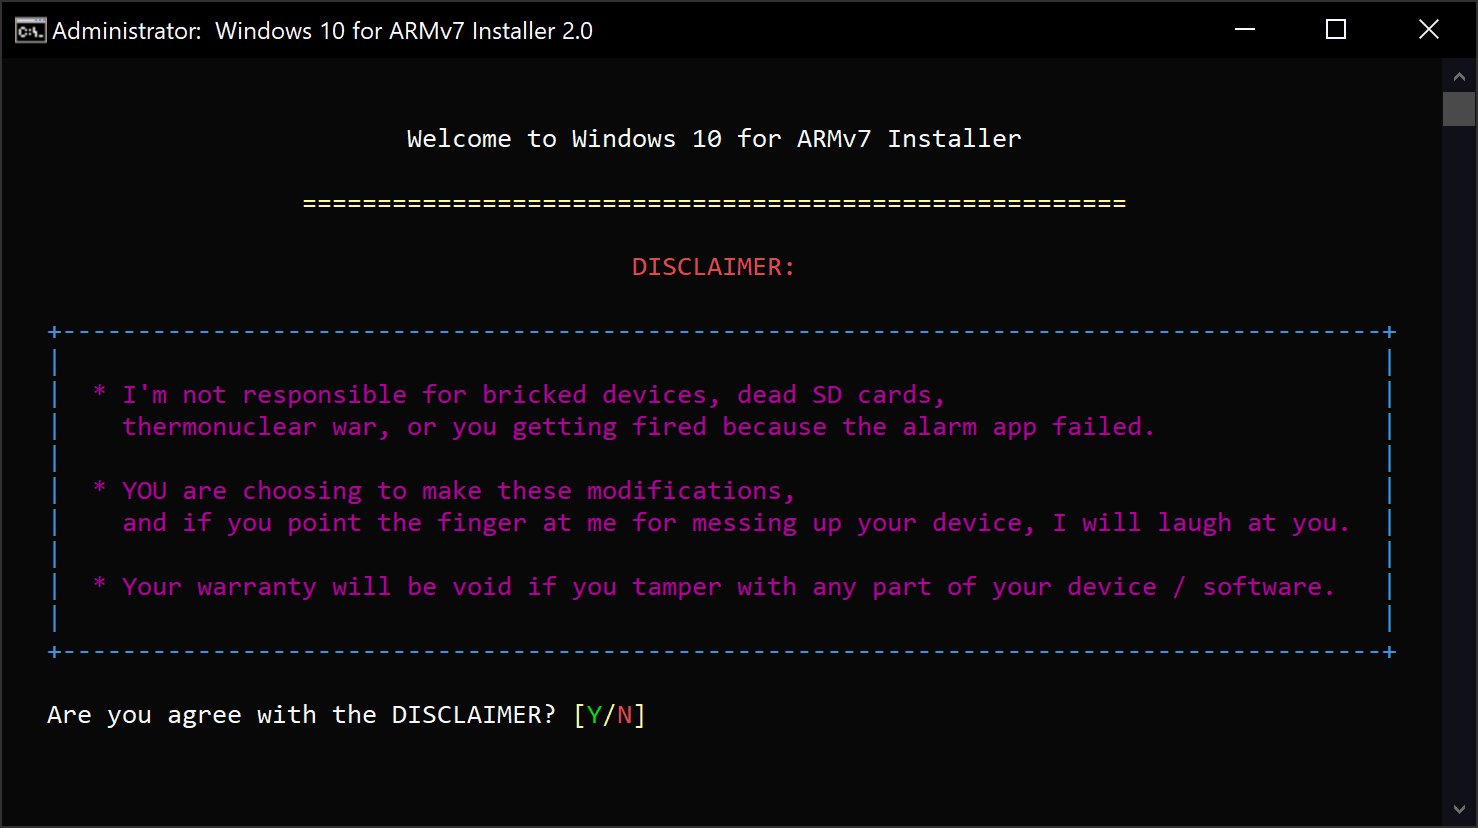 Administrator:  Windows 10 for ARMv7 Installer 2.0
Welcome to Windows 10 for ARMv7 Installer
=======================================================
DISCLAIMER:
+----------------------------------------------------------------------------------------+
* I'm not responsible for bricked devices, dead SD cards,
thermonuclear war, or you getting fired because the alarm app failed.
* YOU are choosing to make these modifications,
and if you point the finger at me for messing up your device, I will laugh at you.
* Your warranty will be void if you tamper with any part of your device / software.
+----------------------------------------------------------------------------------------+
Are you agree with the DISCLAIMER? [Y/N]